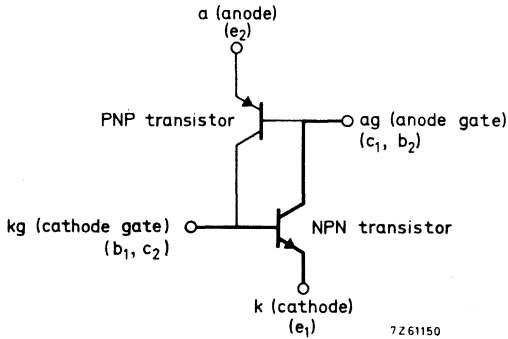 a (anode)
(e₂)
PNP transistor
ag (anode gate)
(c₁, b₂)
kg (cathode gate)
(b₁, c₂)
NPN transistor
k (cathode)
(e₁)
7Z61150